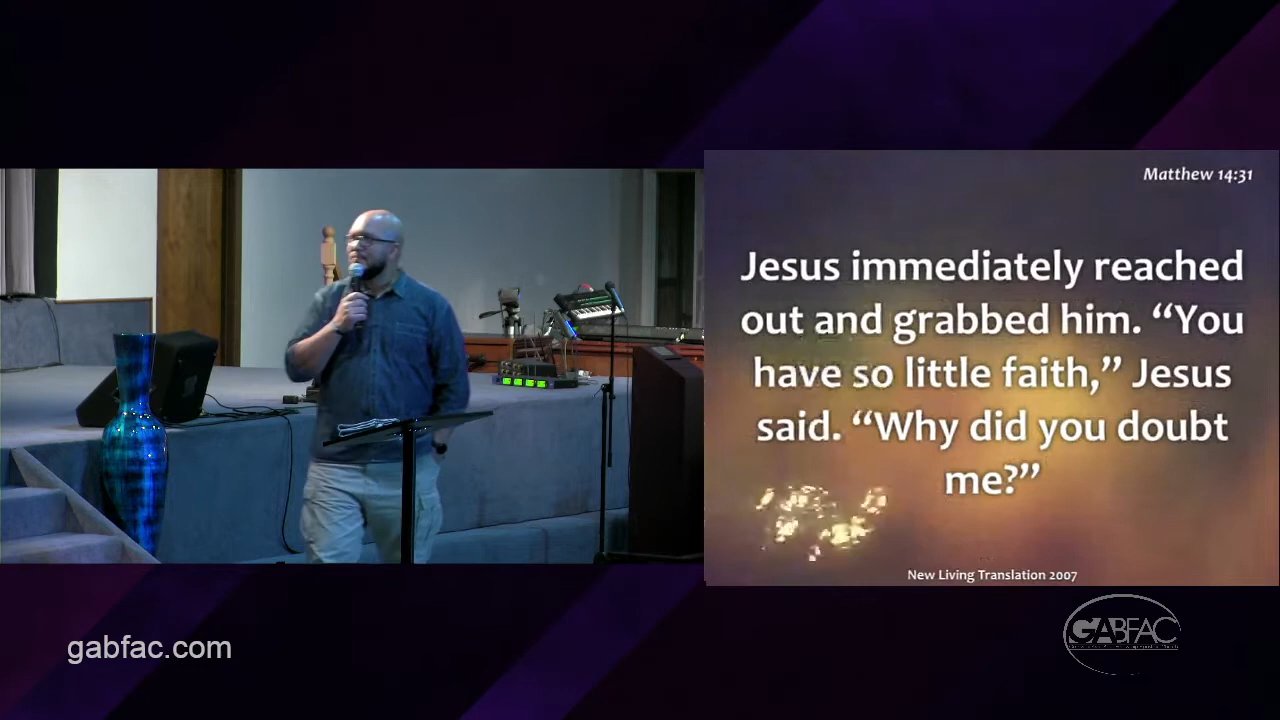 Matthew 14:31
Jesus immediately reached
out and grabbed him. “You
have so little faith,” Jesus
said. “Why did you doubt
me?”
New Living Translation 2007
gabfac.com
GABFAC